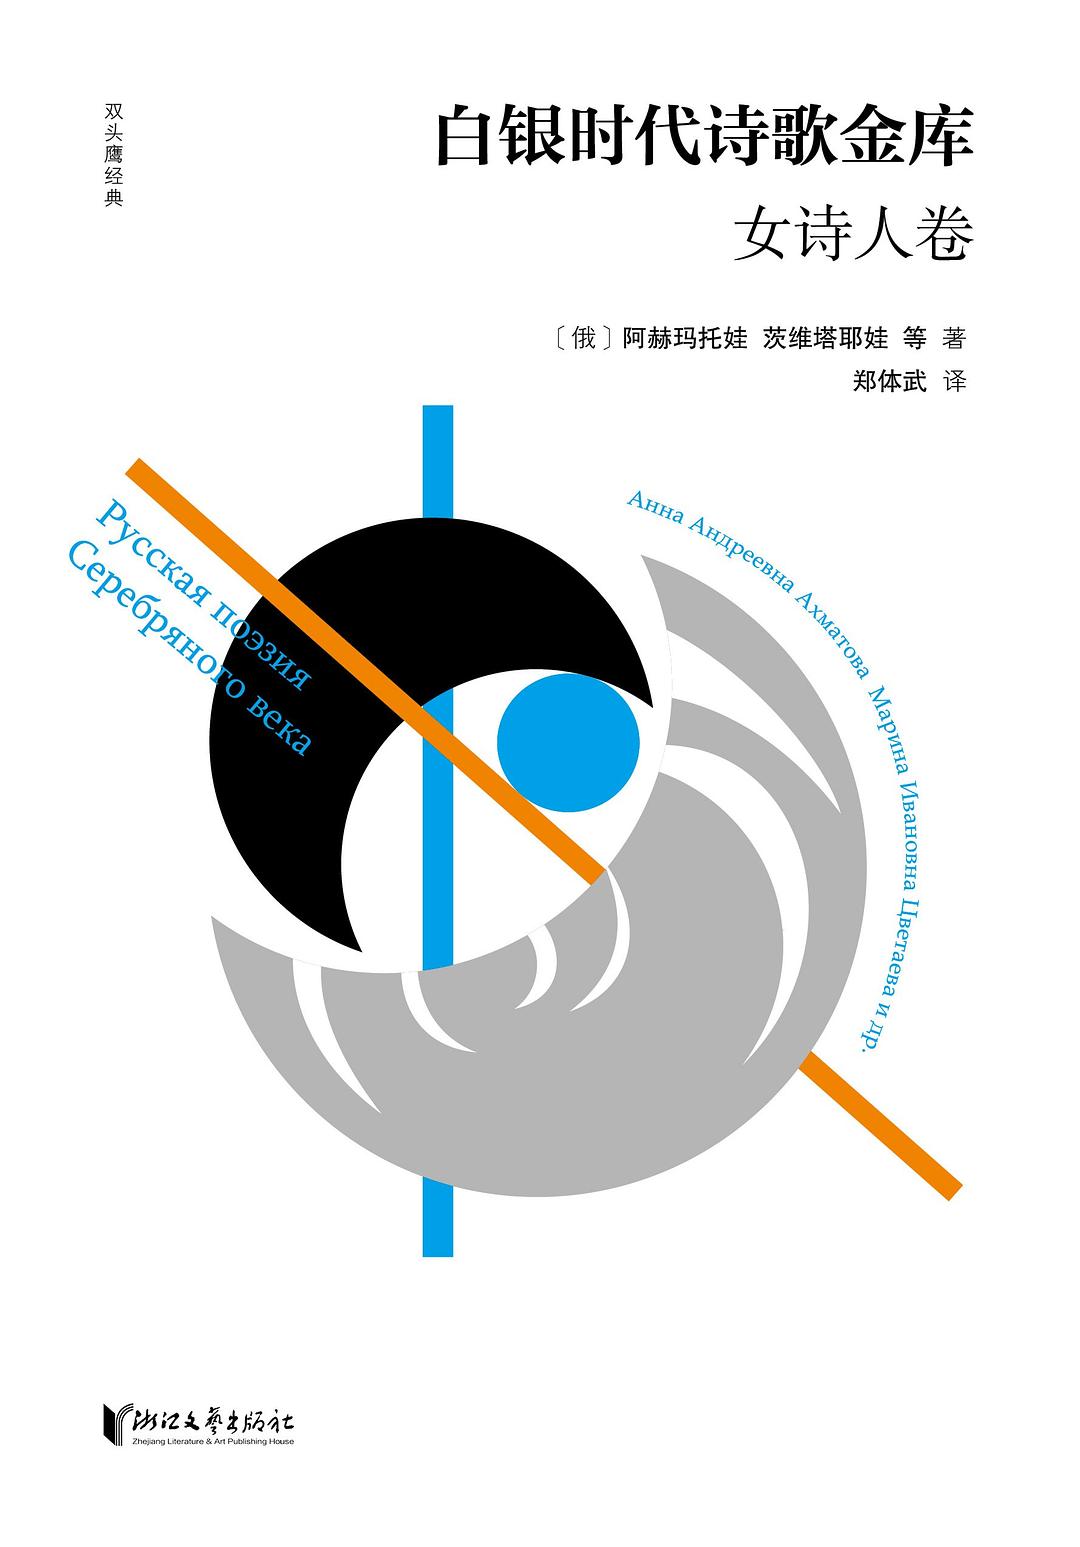 双头鹰经典
白银时代诗歌金库
女诗人卷
〔俄〕阿赫玛托娃 茨维塔耶娃 等 著
郑体武 译
Русская поэзия
Серебряного века
Анна Андреевна Ахматова Марина Ивановна Цветаева и др.
浙江文艺出版社
Zhejiang Literature & Art Publishing House